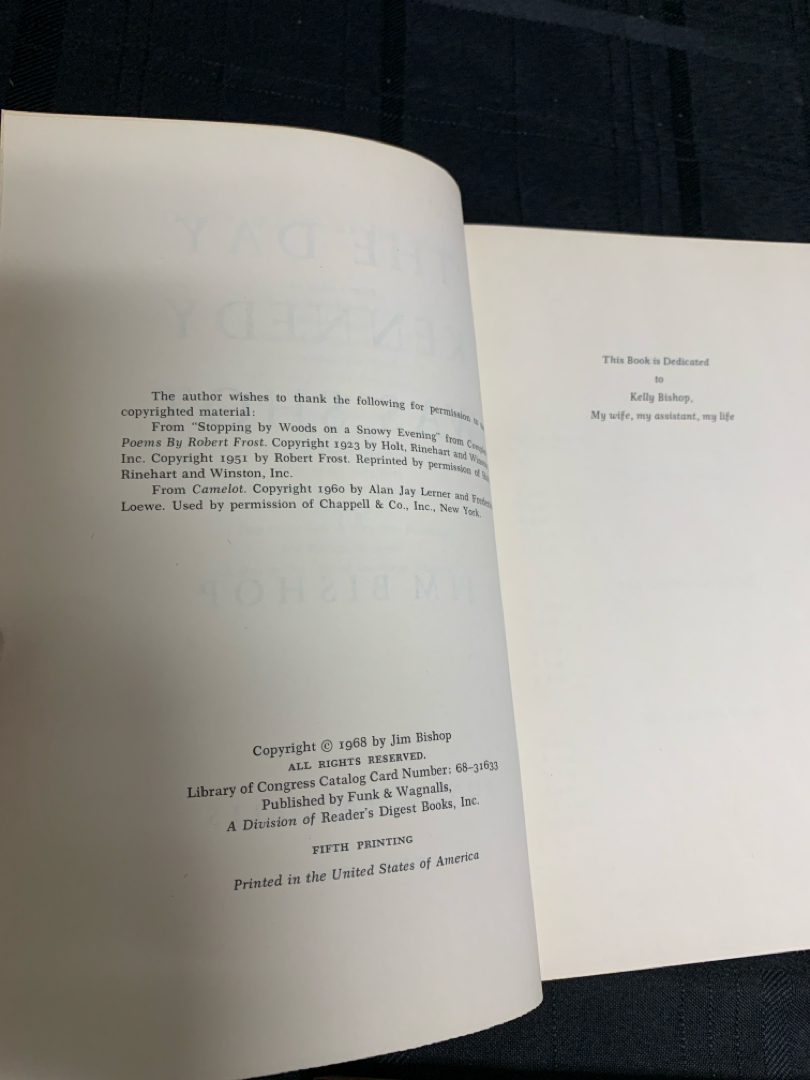 The author wishes to thank the following for permission to
copyrighted material:
From "Stopping by Woods on a Snowy Evening" from
Poems By Robert Frost. Copyright 1923 by Holt, Rinehart and
Inc. Copyright 1951 by Robert Frost. Reprinted by permission of
Rinehart and Winston, Inc.
From Camelot. Copyright 1960 by Alan Jay Lerner and
Loewe. Used by permission of Chappell & Co., Inc., New York.
Copyright © 1968 by Jim Bishop
ALL RIGHTS RESERVED.
Library of Congress Catalog Card Number: 68-31633
Published by Funk & Wagnalls,
A Division of Reader's Digest Books, Inc.
FIFTH PRINTING
Printed in the United States of America
This Book is Dedicated
to
Kelly Bishop,
My wife, my assistant, my life